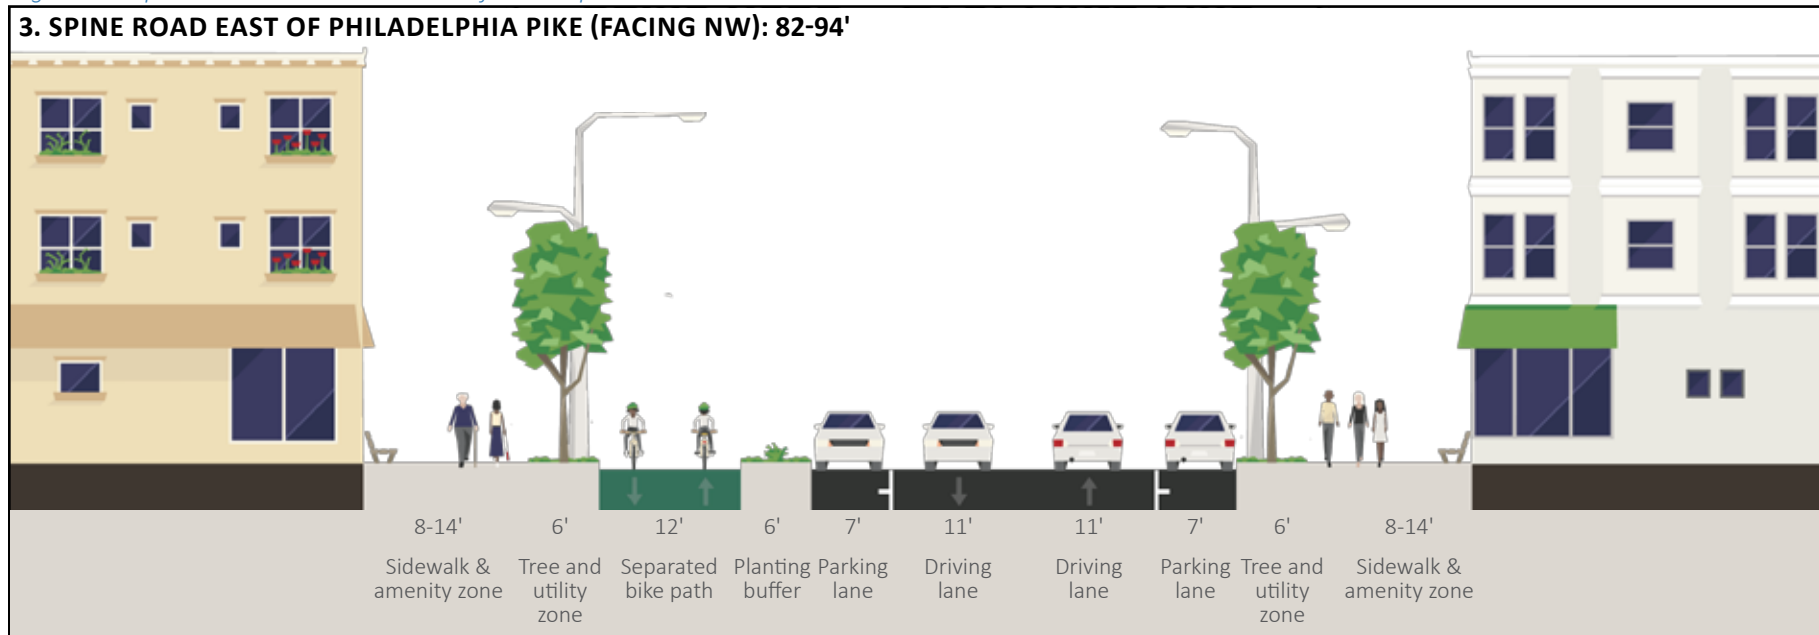 3. SPINE ROAD EAST OF PHILADELPHIA PIKE (FACING NW): 82-94'
8-14' 6' 12' 6' 7' 11' 11' 7' 6' 8-14'
Sidewalk & Tree and Separated Planting Parking Driving Driving Parking Tree and Sidewalk &
amenity zone utility bike path buffer lane lane lane lane utility amenity zone
zone zone